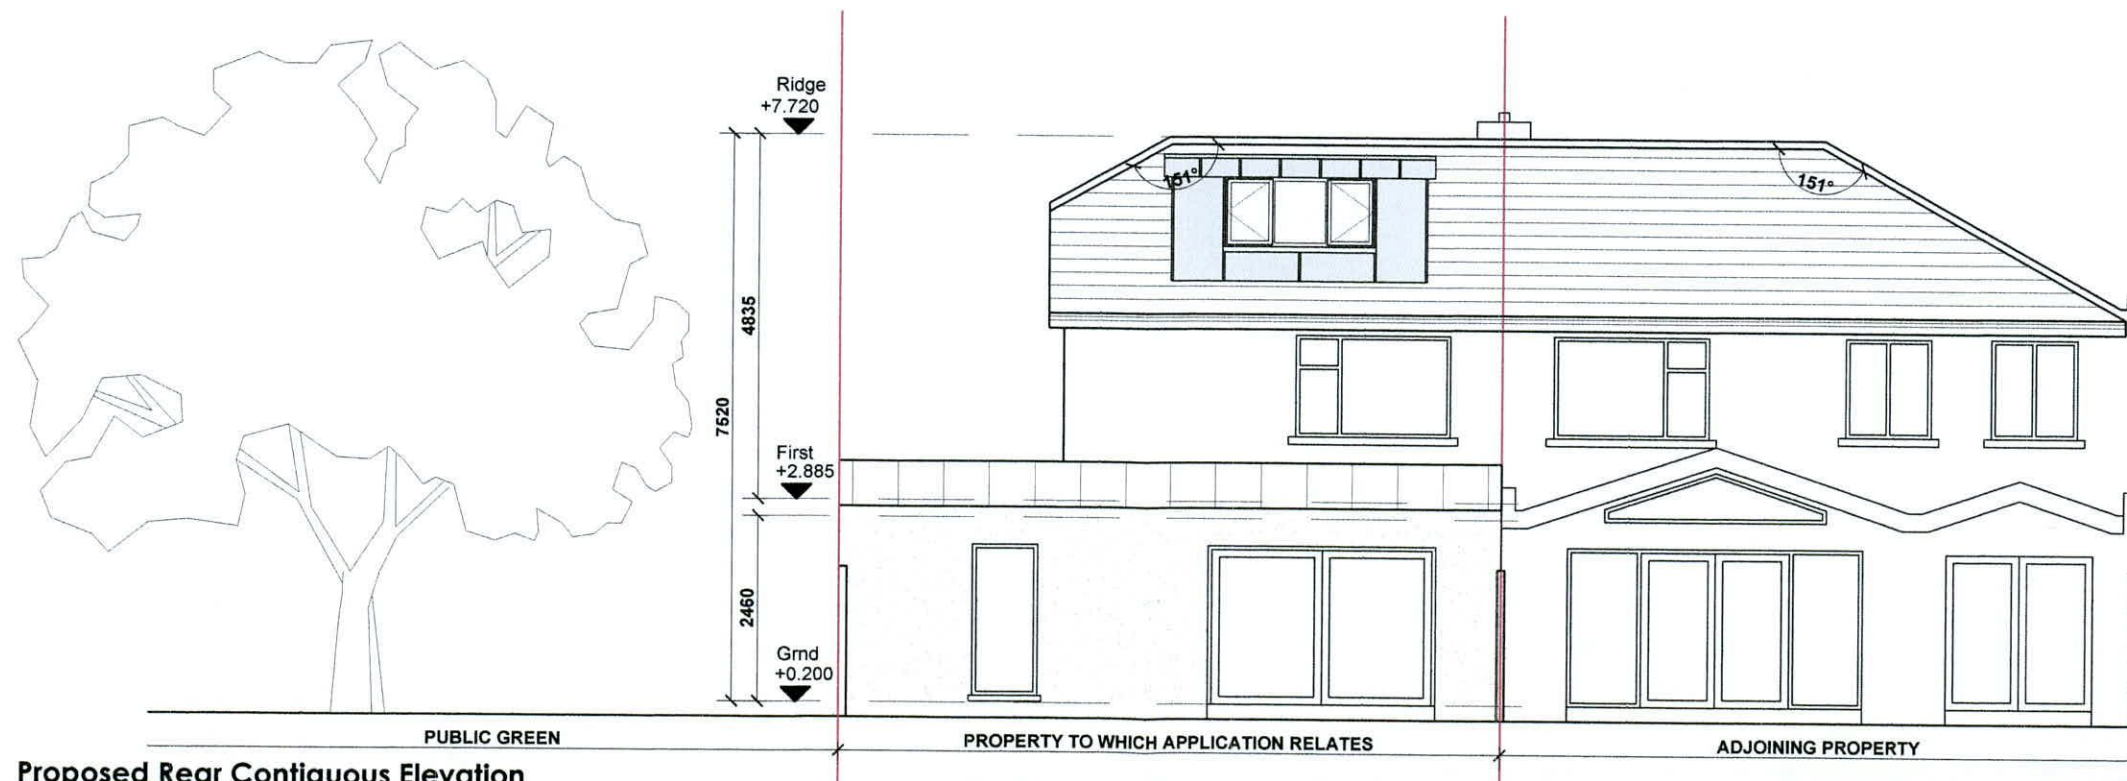 Ridge
+7.720
151°
151°
4835
7520
First
+2.885
2460
Grnd
+0.200
PUBLIC GREEN
PROPERTY TO WHICH APPLICATION RELATES
ADJOINING PROPERTY
Proposed Rear Contiguous Elevation